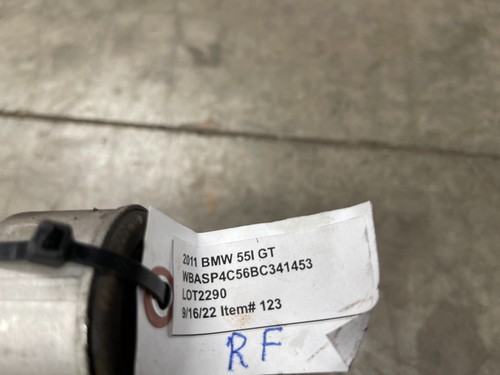 2011 BMW 55I GT
WBASP4C56BC341453
LOT2290
9/16/22 Item# 123
RF